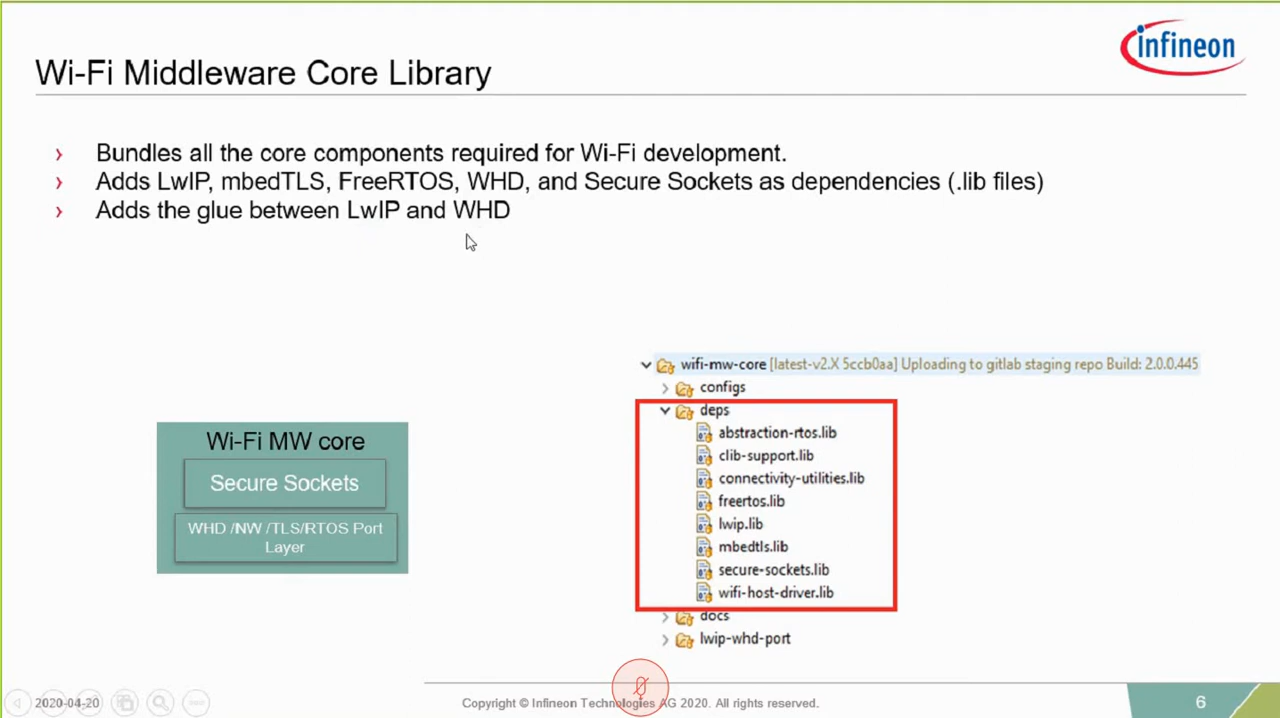 infineon
Wi-Fi Middleware Core Library
› Bundles all the core components required for Wi-Fi development.
› Adds LwIP, mbedTLS, FreeRTOS, WHD, and Secure Sockets as dependencies (.lib files)
› Adds the glue between LwIP and WHD
Wi-Fi MW core
Secure Sockets
WHD /NW /TLS/RTOS Port
Layer
wifi-mw-core [latest-v2.X 5ccb0aa] Uploading to gitlab staging repo Build: 2.0.0.445
configs
deps
abstraction-rtos.lib
clib-support.lib
connectivity-utilities.lib
freertos.lib
lwip.lib
mbedtls.lib
secure-sockets.lib
wifi-host-driver.lib
docs
lwip-whd-port
2020-04-20
Copyright © Infineon Technologies AG 2020. All rights reserved.
6